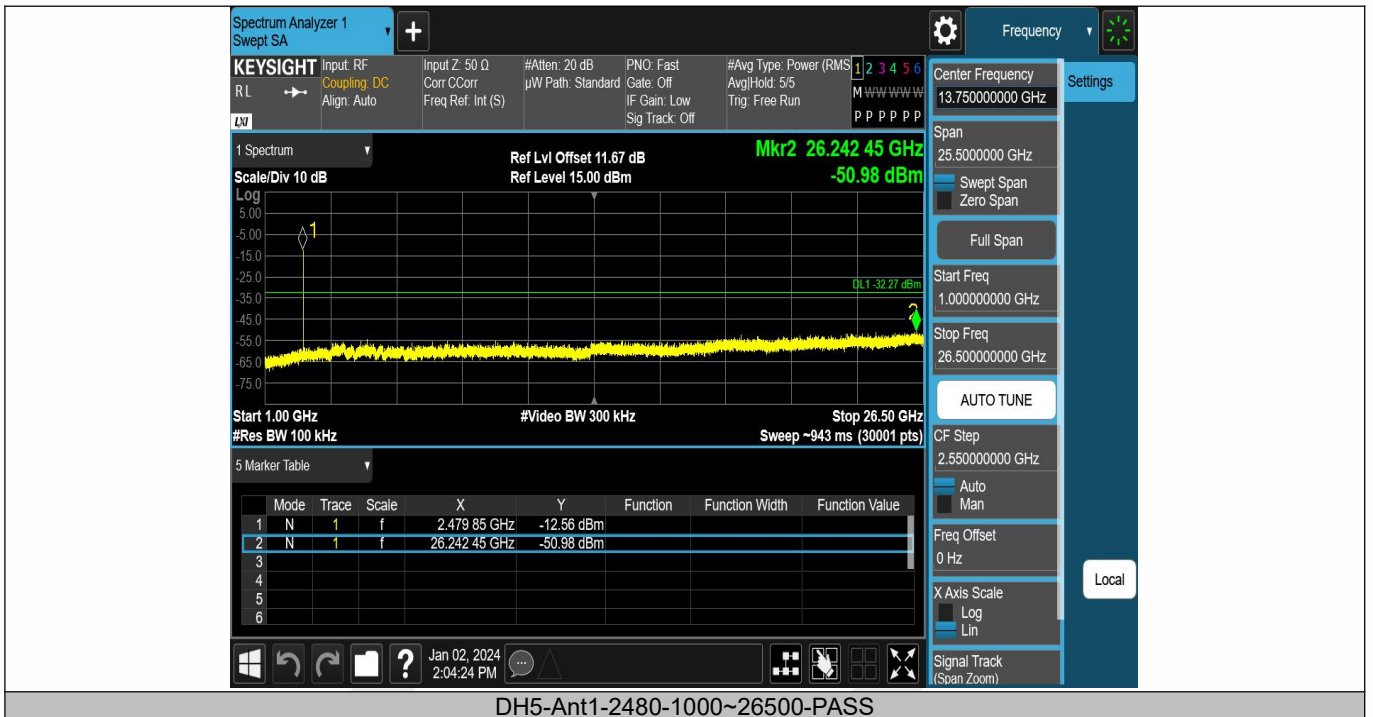 Spectrum Analyzer 1
Swept SA
+
Frequency
KEYSIGHT
RL
LXI
Input: RF
Coupling: DC
Align: Auto
Input Z: 50 Ω
Corr CCorr
Freq Ref: Int (S)
#Atten: 20 dB
µW Path: Standard
PNO: Fast
Gate: Off
IF Gain: Low
Sig Track: Off
#Avg Type: Power (RMS
Avg|Hold: 5/5
Trig: Free Run
1 2 3 4 5 6
M W W W W W
P P P P P P
1 Spectrum
Scale/Div 10 dB
Ref Lvl Offset 11.67 dB
Ref Level 15.00 dBm
Mkr2 26.242 45 GHz
-50.98 dBm
Log
5.00
-5.00
-15.0
-25.0
-35.0
-45.0
-55.0
-65.0
-75.0
1
DL1 -32.27 dBm
2
Start 1.00 GHz
#Video BW 300 kHz
Stop 26.50 GHz
#Res BW 100 kHz
Sweep ~943 ms (30001 pts)
5 Marker Table
Mode Trace Scale X Y Function Function Width Function Value
1 N 1 f 2.479 85 GHz -12.56 dBm
2 N 1 f 26.242 45 GHz -50.98 dBm
3
4
5
6
?
Jan 02, 2024
2:04:24 PM
Center Frequency
13.750000000 GHz
Settings
Span
25.5000000 GHz
Swept Span
Zero Span
Full Span
Start Freq
1.000000000 GHz
Stop Freq
26.500000000 GHz
AUTO TUNE
CF Step
2.550000000 GHz
Auto
Man
Freq Offset
0 Hz
Local
X Axis Scale
Log
Lin
Signal Track
(Span Zoom)
DH5-Ant1-2480-1000~26500-PASS